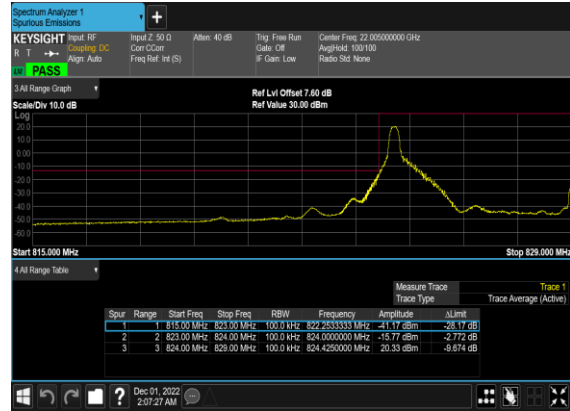 Spectrum Analyzer 1
Spurious Emissions
KEYSIGHT Input: RF Input Z: 50 Ω Atten: 40 dB Trig: Free Run Center Freq: 22.005000000 GHz
R T Coupling: DC Corr CCorr Gate: Off Avg|Hold: 100/100
Align: Auto Freq Ref: Int (S) IF Gain: Low Radio Std: None
PASS
3 All Range Graph
Ref Lvl Offset 7.60 dB
Scale/Div 10.0 dB Ref Value 30.00 dBm
Log
20.0
10.0
0.00
-10.0
-20.0
-30.0
-40.0
-50.0
-60.0
Start 815.000 MHz Stop 829.000 MHz
4 All Range Table
Measure Trace Trace 1
Trace Type Trace Average (Active)
Spur Range Start Freq Stop Freq RBW Frequency Amplitude ΔLimit
1 1 815.00 MHz 823.00 MHz 100.0 kHz 822.2533333 MHz -41.17 dBm -28.17 dB
2 2 823.00 MHz 824.00 MHz 100.0 kHz 824.0000000 MHz -15.77 dBm -2.772 dB
3 3 824.00 MHz 829.00 MHz 100.0 kHz 824.4250000 MHz 20.33 dBm -9.674 dB
? Dec 01, 2022
2:07:27 AM